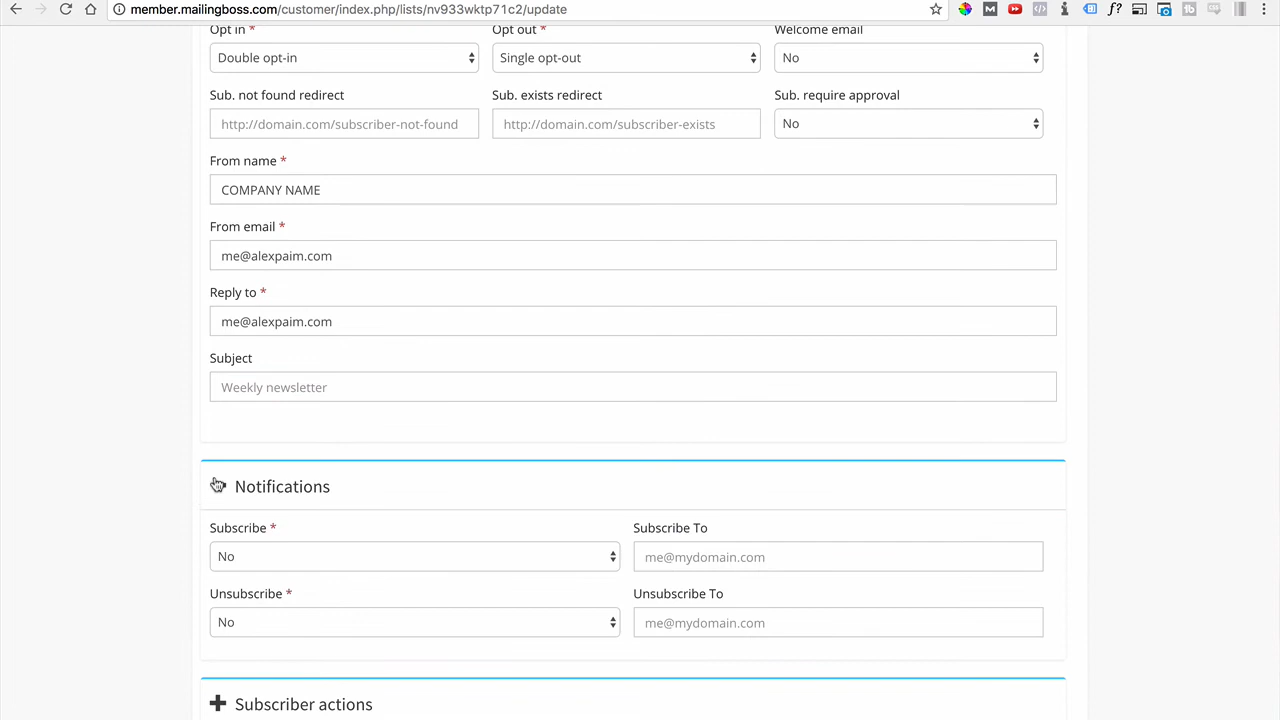 member.mailingboss.com/customer/index.php/lists/nv933wktp71c2/update
Opt in * Opt out * Welcome email
Double opt-in Single opt-out No
Sub. not found redirect Sub. exists redirect Sub. require approval
http://domain.com/subscriber-not-found http://domain.com/subscriber-exists No
From name *
COMPANY NAME
From email *
me@alexpaim.com
Reply to *
me@alexpaim.com
Subject
Weekly newsletter
Notifications
Subscribe * Subscribe To
No me@mydomain.com
Unsubscribe * Unsubscribe To
No me@mydomain.com
Subscriber actions